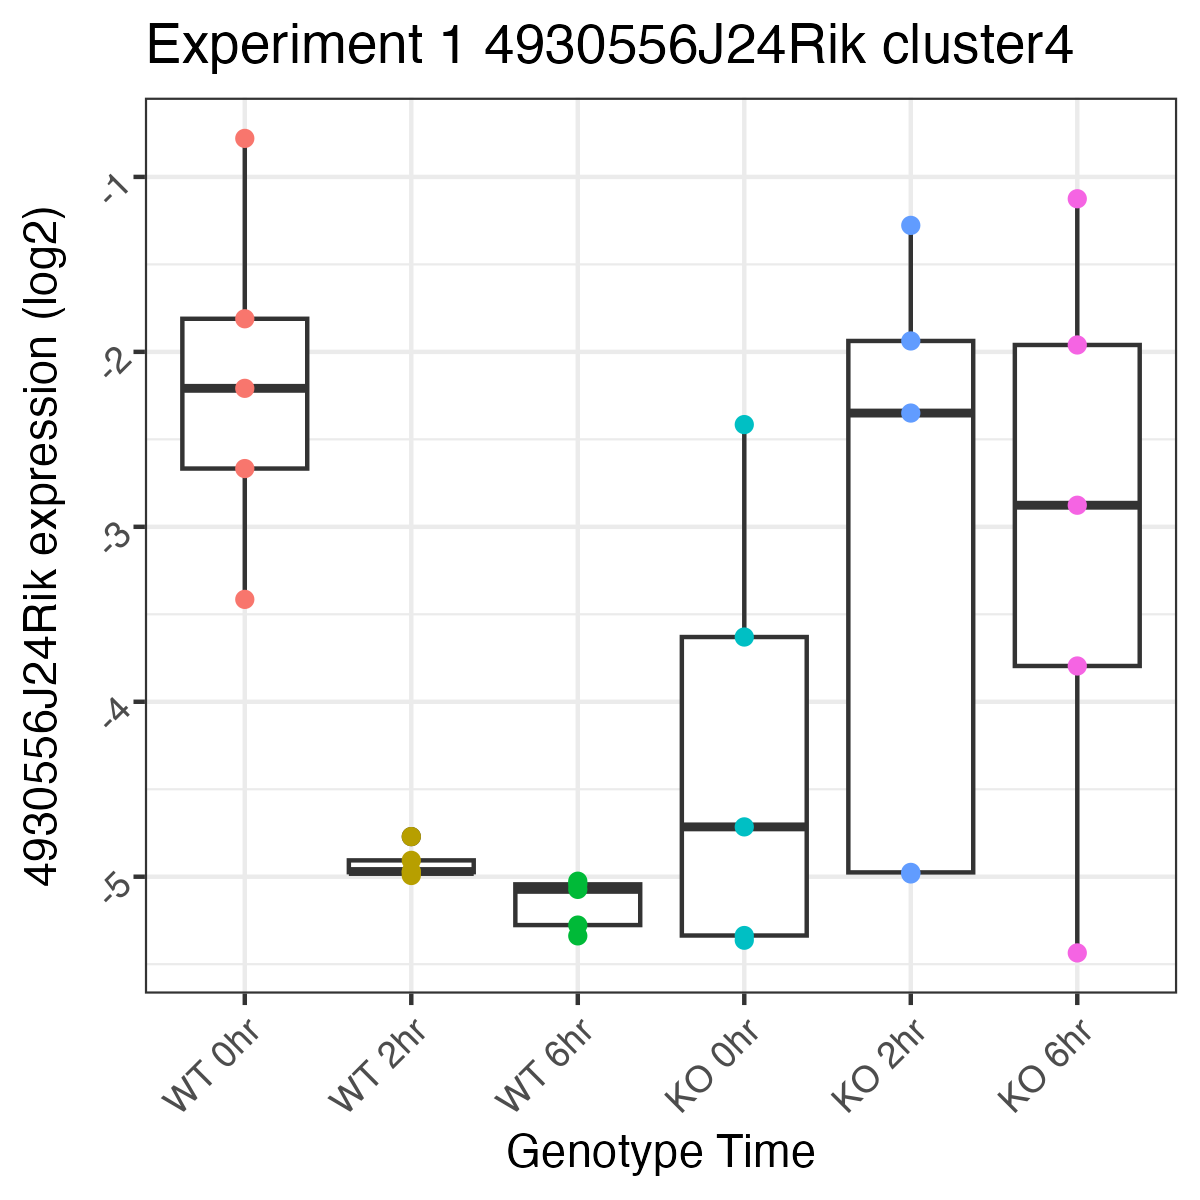 Experiment 1 4930556J24Rik cluster4
4930556J24Rik expression (log2)
-1
-2
-3
-4
-5
WT 0hr
WT 2hr
WT 6hr
KO 0hr
KO 2hr
KO 6hr
Genotype Time